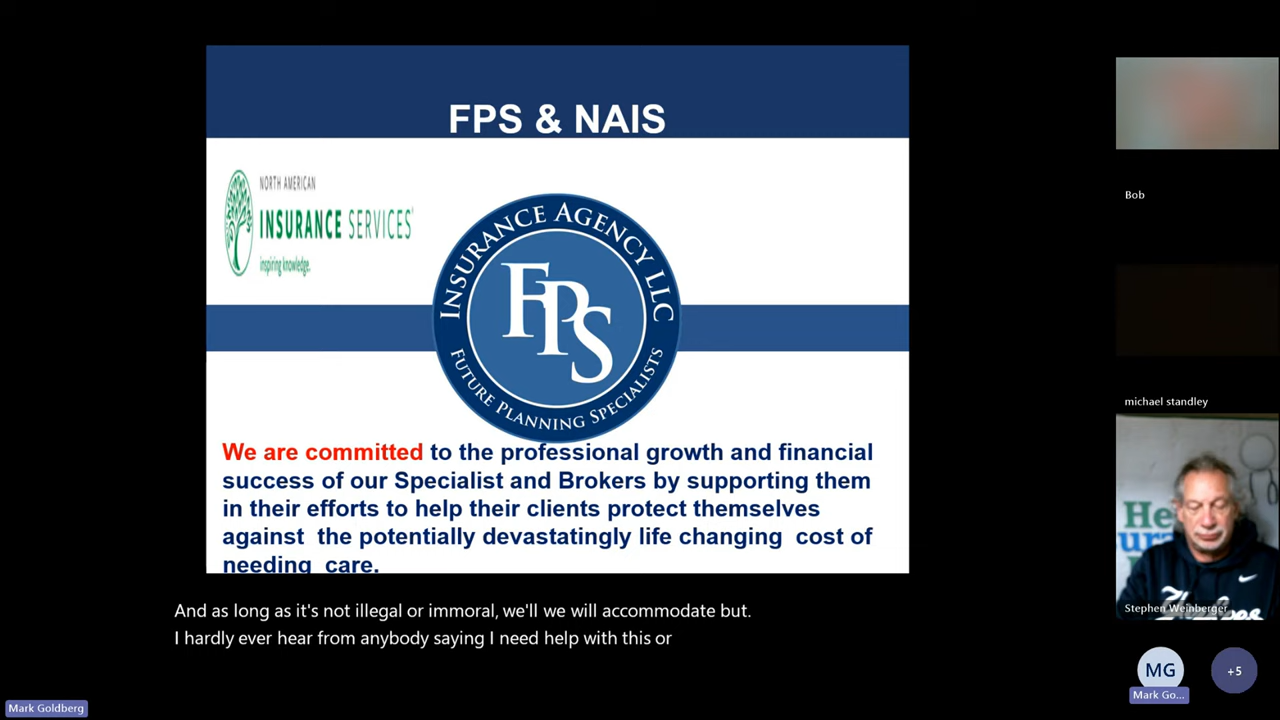 FPS & NAIS
NORTH AMERICAN
INSURANCE SERVICES
inspiring knowledge.
INSURANCE AGENCY LLC
FPS
FUTURE PLANNING SPECIALISTS
We are committed to the professional growth and financial
success of our Specialist and Brokers by supporting them
in their efforts to help their clients protect themselves
against the potentially devastatingly life changing cost of
needing care.
And as long as it's not illegal or immoral, we'll we will accommodate but.
I hardly ever hear from anybody saying I need help with this or
Mark Goldberg
Bob
michael standley
Stephen Weinberger
MG
Mark Go...
+5